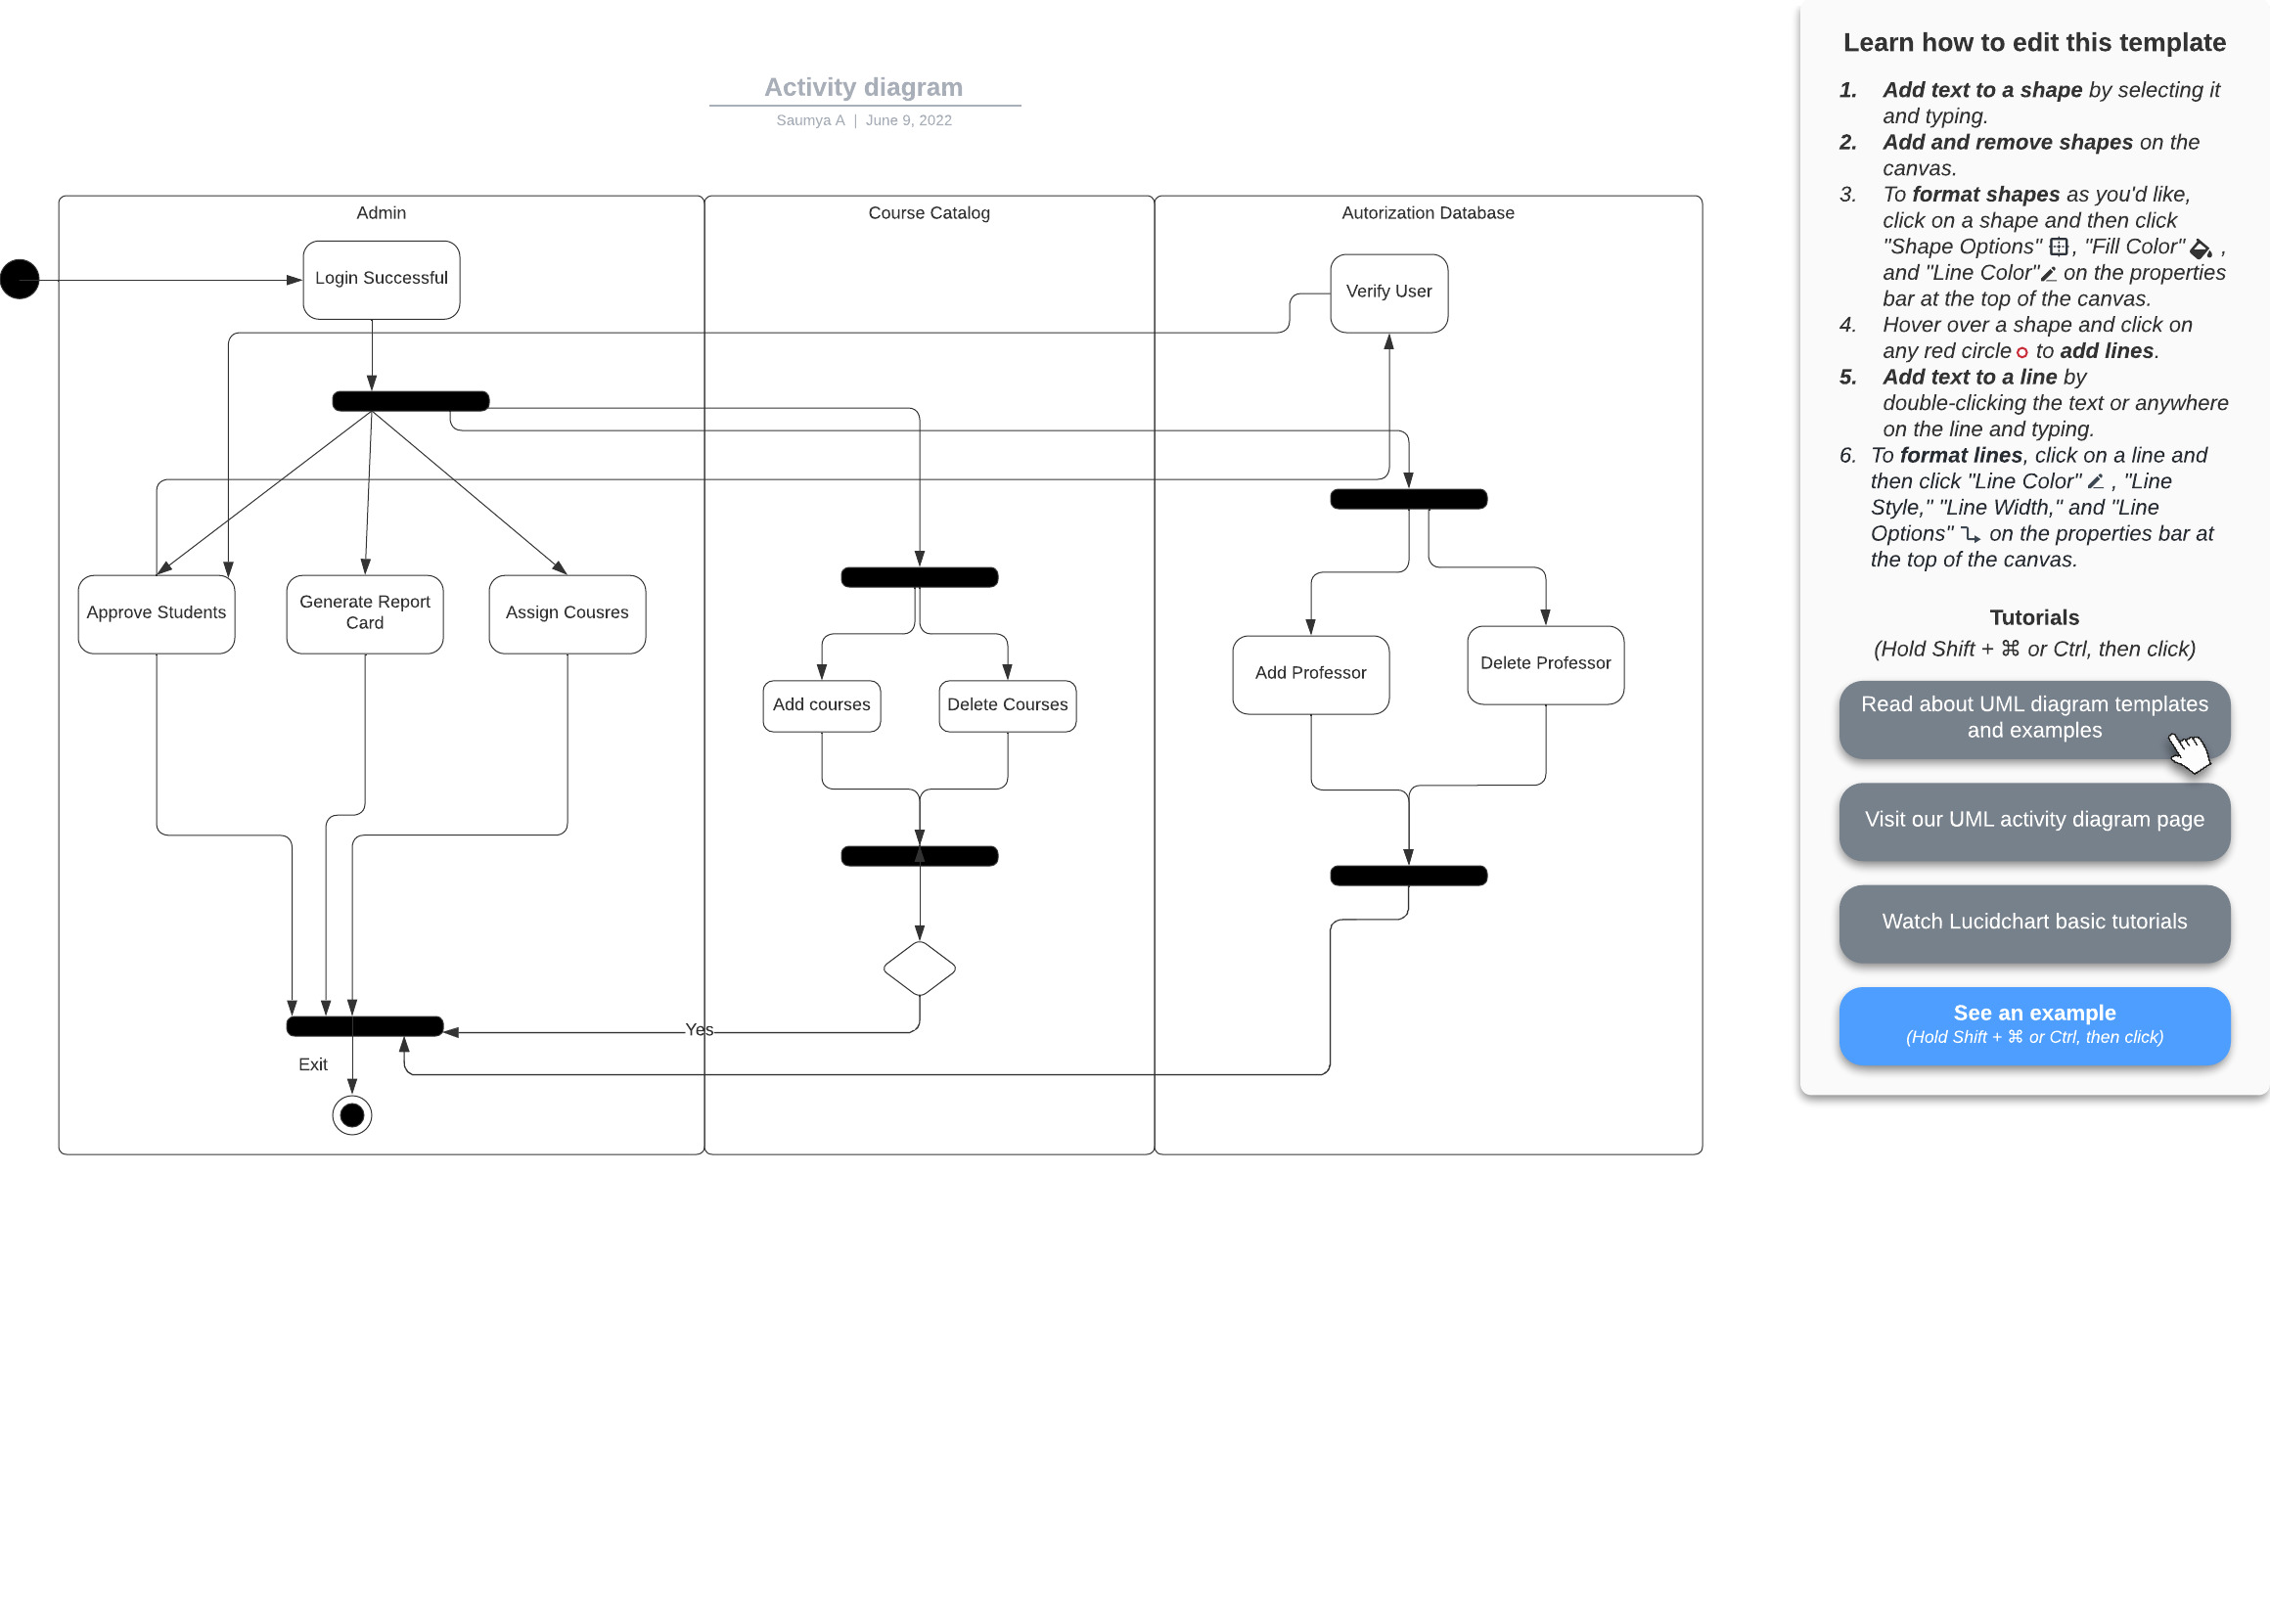 Activity diagram
Saumya A | June 9, 2022
Admin
Course Catalog
Autorization Database
Login Successful
Verify User
Approve Students
Generate Report
Card
Assign Cousres
Add courses
Delete Courses
Add Professor
Delete Professor
Yes
Exit
Learn how to edit this template
1. Add text to a shape by selecting it
and typing.
2. Add and remove shapes on the
canvas.
3. To format shapes as you'd like,
click on a shape and then click
"Shape Options" , "Fill Color" ,
and "Line Color" on the properties
bar at the top of the canvas.
4. Hover over a shape and click on
any red circle to add lines.
5. Add text to a line by
double-clicking the text or anywhere
on the line and typing.
6. To format lines, click on a line and
then click "Line Color" , "Line
Style," "Line Width," and "Line
Options" on the properties bar at
the top of the canvas.
Tutorials
(Hold Shift + ⌘ or Ctrl, then click)
Read about UML diagram templates
and examples
Visit our UML activity diagram page
Watch Lucidchart basic tutorials
See an example
(Hold Shift + ⌘ or Ctrl, then click)